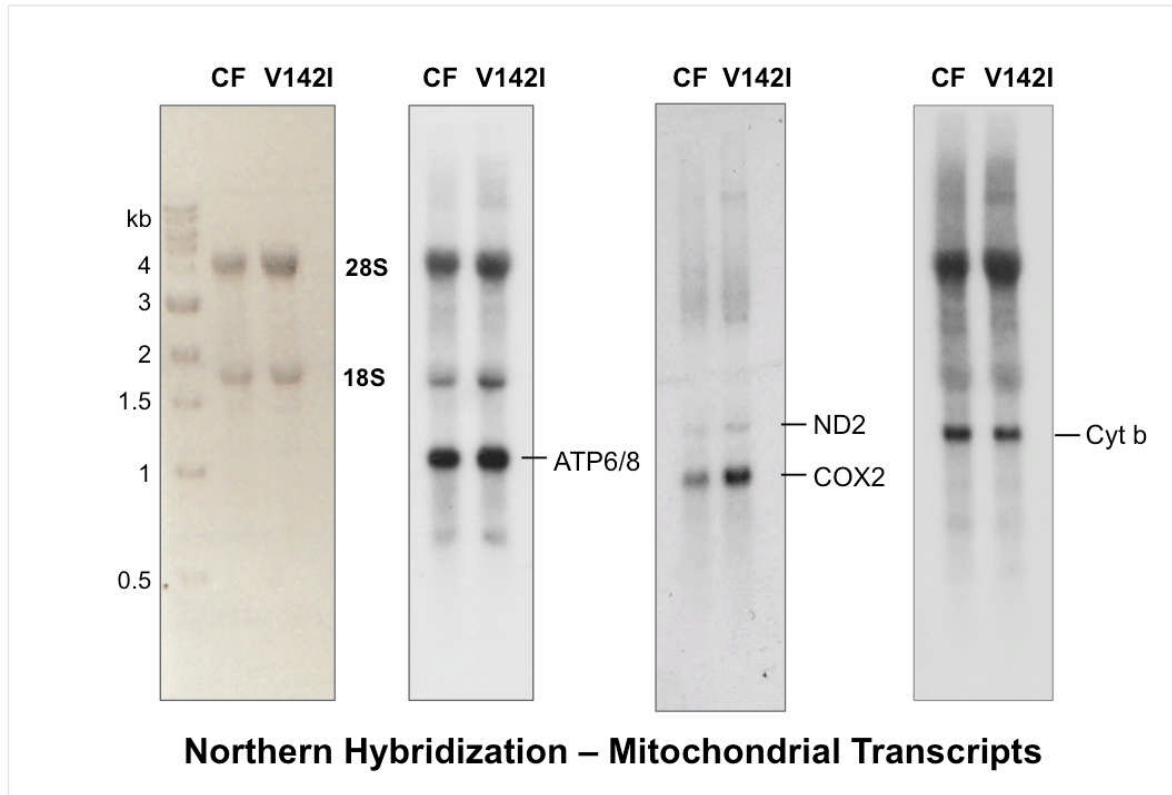 CF V142I CF V142I CF V142I CF V142I
kb
4
28S
3
2
18S
1.5
ND2
ATP6/8
Cyt b
1
COX2
0.5
Northern Hybridization – Mitochondrial Transcripts